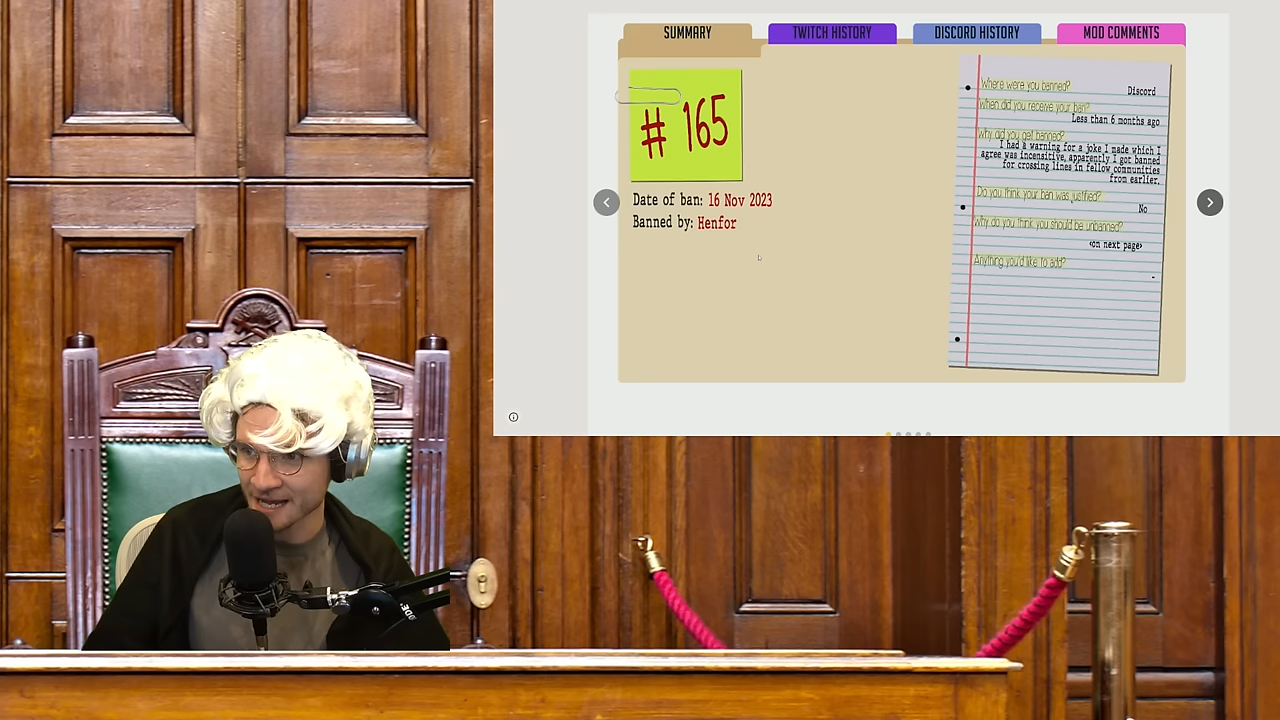 SUMMARY
TWITCH HISTORY
DISCORD HISTORY
MOD COMMENTS
# 165
Date of ban: 16 Nov 2023
Banned by: Henfor
Where were you banned?
Discord
When did you receive your ban?
Less than 6 months ago
Why did you get banned?
I had a warning for a joke I made which I
agree was incensitive, apparently I got banned
for crossing lines in fellow communities
from earlier.
Do you think your ban was justified?
No
Why do you think you should be unbanned?
<on next page>
Anything you'd like to add?
-
RODE